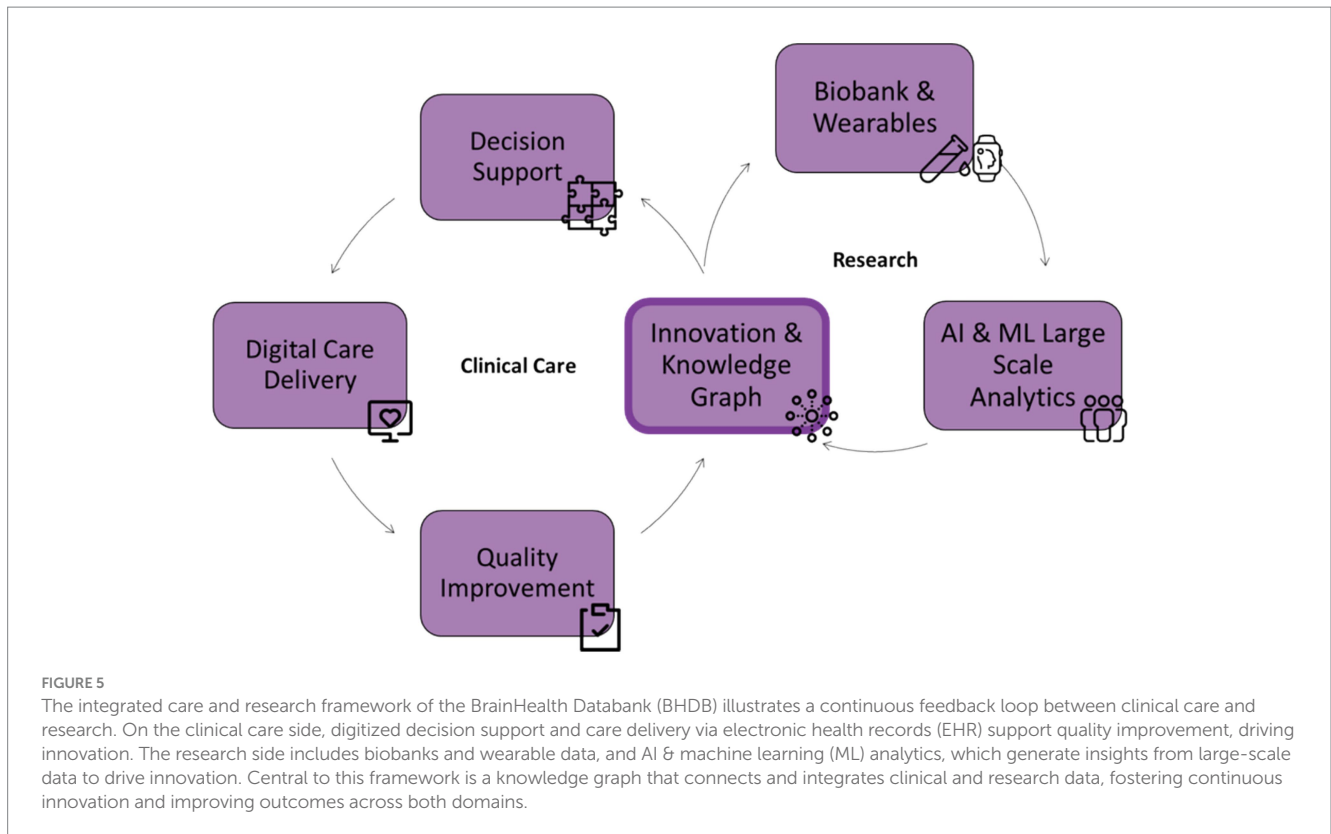 Biobank &
Wearables
Decision
Support
Research
Innovation &
Knowledge
Graph
AI & ML Large
Scale
Analytics
Digital Care
Delivery
Clinical Care
Quality
Improvement
FIGURE 5
The integrated care and research framework of the BrainHealth Databank (BHDB) illustrates a continuous feedback loop between clinical care and
research. On the clinical care side, digitized decision support and care delivery via electronic health records (EHR) support quality improvement, driving
innovation. The research side includes biobanks and wearable data, and AI & machine learning (ML) analytics, which generate insights from large-scale
data to drive innovation. Central to this framework is a knowledge graph that connects and integrates clinical and research data, fostering continuous
innovation and improving outcomes across both domains.